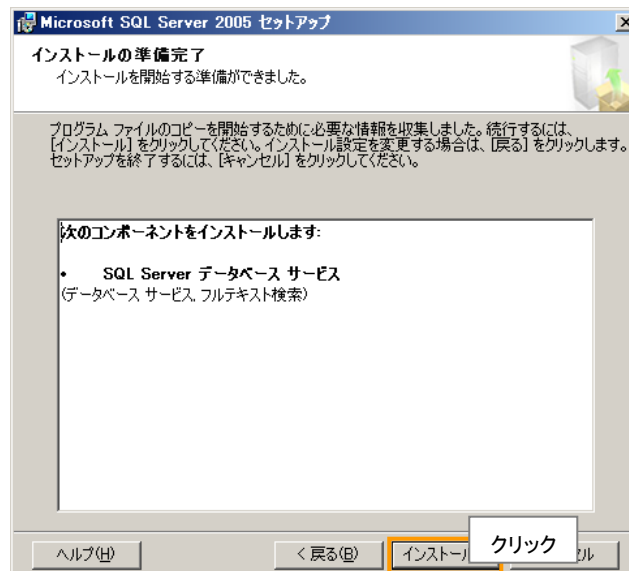 Microsoft SQL Server 2005 セットアップ
インストールの準備完了
インストールを開始する準備ができました。
プログラム ファイルのコピーを開始するために必要な情報を収集しました。続行するには、
[インストール] をクリックしてください。インストール設定を変更する場合は、[戻る] をクリックします。
セットアップを終了するには、[キャンセル] をクリックしてください。
次のコンポーネントをインストールします:
• SQL Server データベース サービス
(データベース サービス, フルテキスト検索)
ヘルプ(H) < 戻る(B) インストー クリック ル